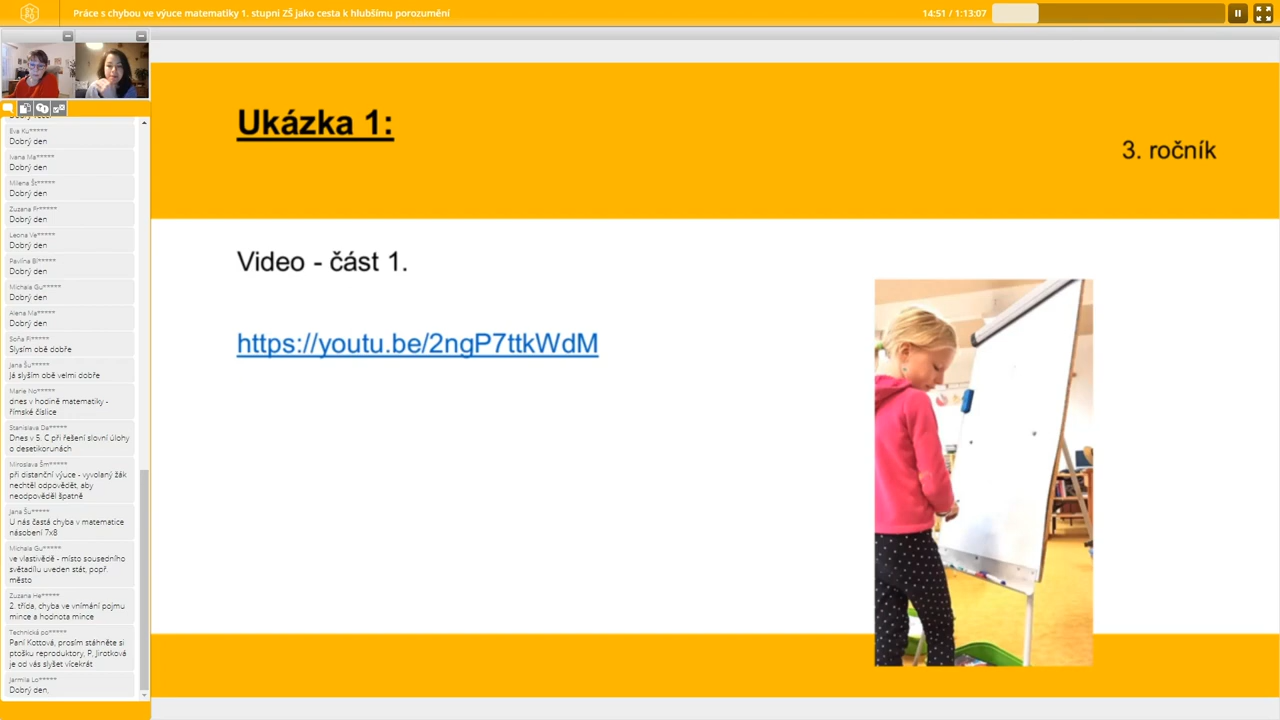 Práce s chybou ve výuce matematiky 1. stupni ZŠ jako cesta k hlubšímu porozumění
14:51 / 1:13:07
Eva Ku*****
Dobrý den
Ivana Ma*****
Dobrý den
Milena Št*****
Dobrý den
Zuzana Fr*****
Dobrý den
Leona Ve*****
Dobrý den
Pavlína Bí*****
Dobrý den
Michala Gu*****
Dobrý den
Alena Ma*****
Dobrý den
Soňa Fi*****
Slysím obě dobře
Jana Šu*****
Já slyším obě velmi dobře
Marie No*****
dnes v hodině matematiky -
římské číslice
Stanislava Da*****
Dnes v 5. C při řešení slovní úlohy
o desetikorunách
Miroslava Šm*****
při distanční výuce - vyvolaný žák
nechtěl odpovědět, aby
neodpověděl špatně
Jana Šu*****
U nás častá chyba v matematice
násobení 7x8
Michala Gu*****
ve vlastivědě - místo sousedního
světadílu uveden stát, popř.
město
Zuzana He*****
2. třída, chyba ve vnímání pojmu
mince a hodnota mince
Technická po*****
Paní Kottová, prosím stáhněte si
ptošku reproduktory, P. Jirotková
je od vás slyšet vícekrát
Jarmila Lo*****
Dobrý den,
Ukázka 1:
3. ročník
Video - část 1.
https://youtu.be/2ngP7ttkWdM